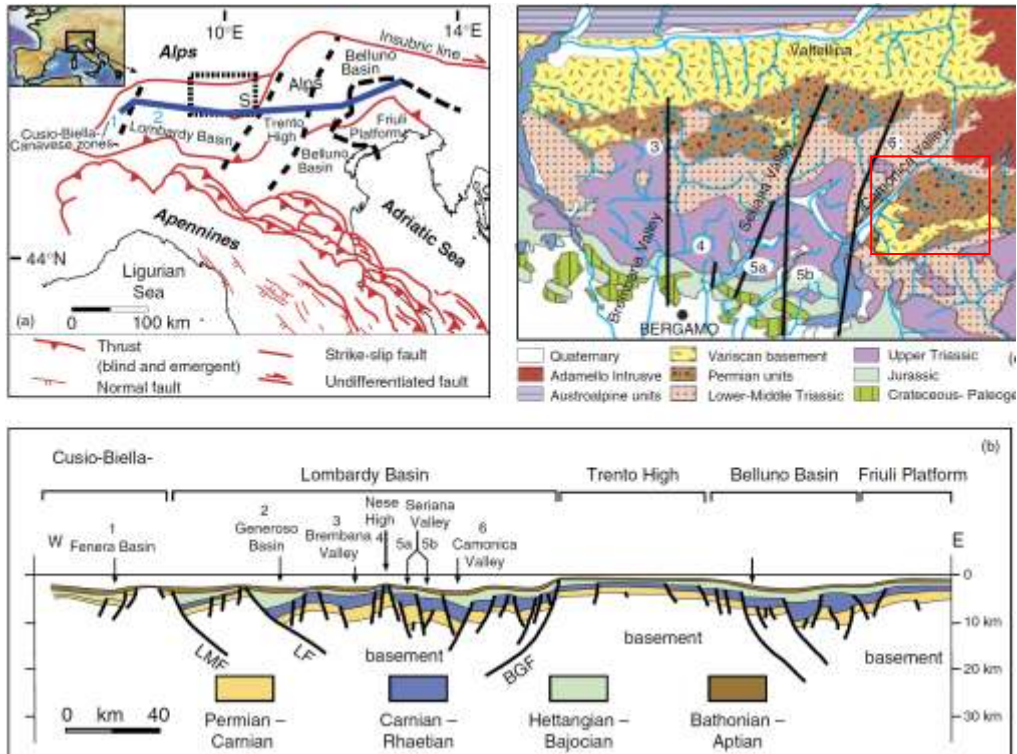 10°E
14°E
Alps
Insubric line
Belluno
Basin
Alps
S
1
2
Cusio-Biella-
Canavese zones
Lombardy Basin
Trento
High
Friuli
Platform
Belluno
Basin
Apennines
Adriatic Sea
44°N
Ligurian
Sea
0 100 km
(a)
Thrust
(blind and emergent)
Normal fault
Strike-slip fault
Undifferentiated fault
Valtellina
3
6
Brembana Valley
Seriana Valley
Camonica Valley
4
5a
5b
BERGAMO
Quaternary
Variscan basement
Upper Triassic
Adamello Intrusve
Permian units
Jurassic
Austroalpine units
Lower-Middle Triassic
Crateceous- Paleoge
(b)
Cusio-Biella-
Lombardy Basin
Trento High
Belluno Basin
Friuli Platform
W
E
1
Fenera Basin
2
Generoso
Basin
3
Brembana
Valley
Nese
High
4
Seriana
Valley
5a 5b
6
Camonica
Valley
0
10 km
20 km
30 km
LMF
LF
basement
BGF
basement
basement
0 km 40
Permian –
Carnian
Carnian –
Rhaetian
Hettangian –
Bajocian
Bathonian –
Aptian